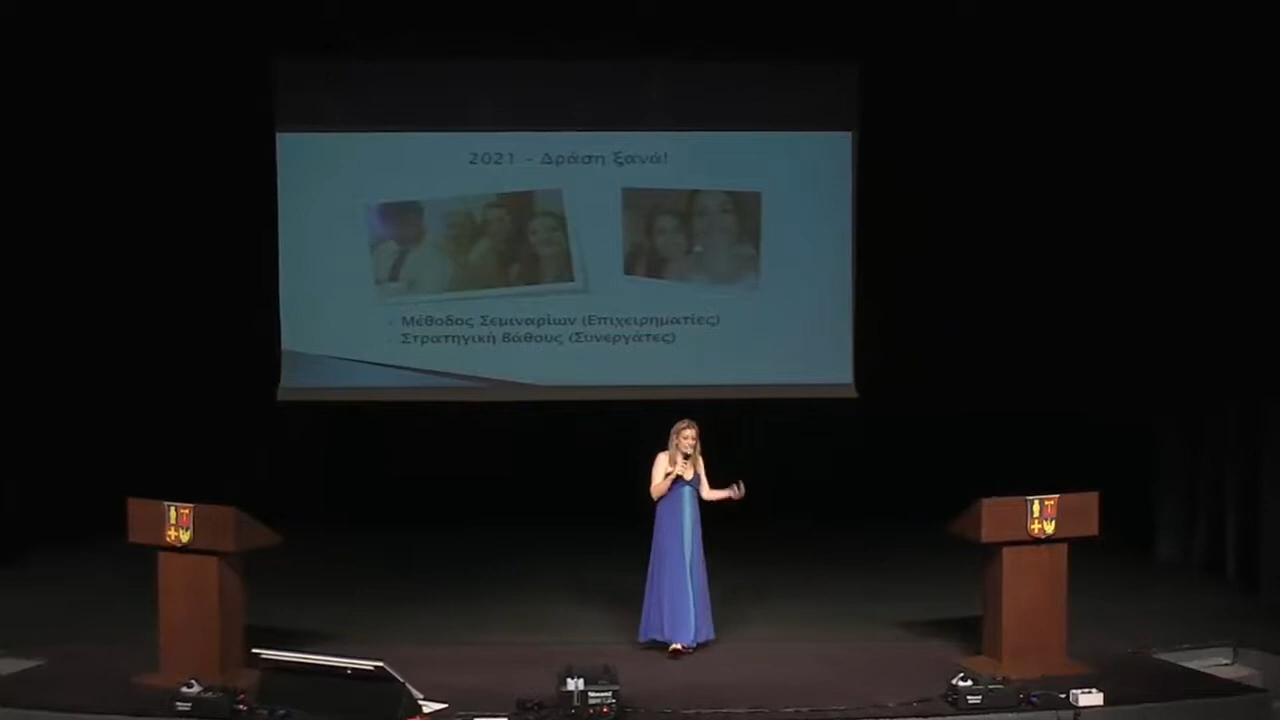 2021 - Δράση ξανά!
- Μέθοδος Σεμιναρίων (Επιχειρηματίες)
- Στρατηγική Βάθους (Συνεργάτες)